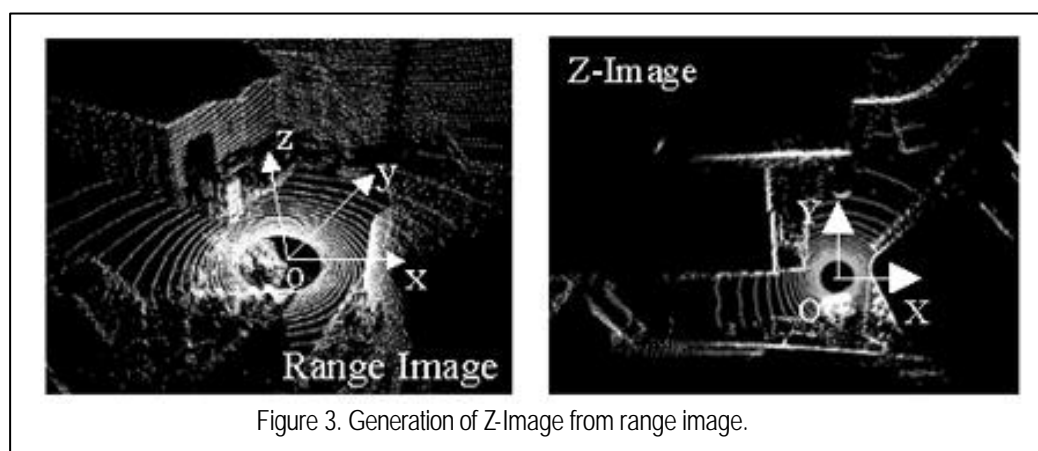 z
y
x
o
Range Image
Z-Image
Y
O
X
Figure 3. Generation of Z-Image from range image.